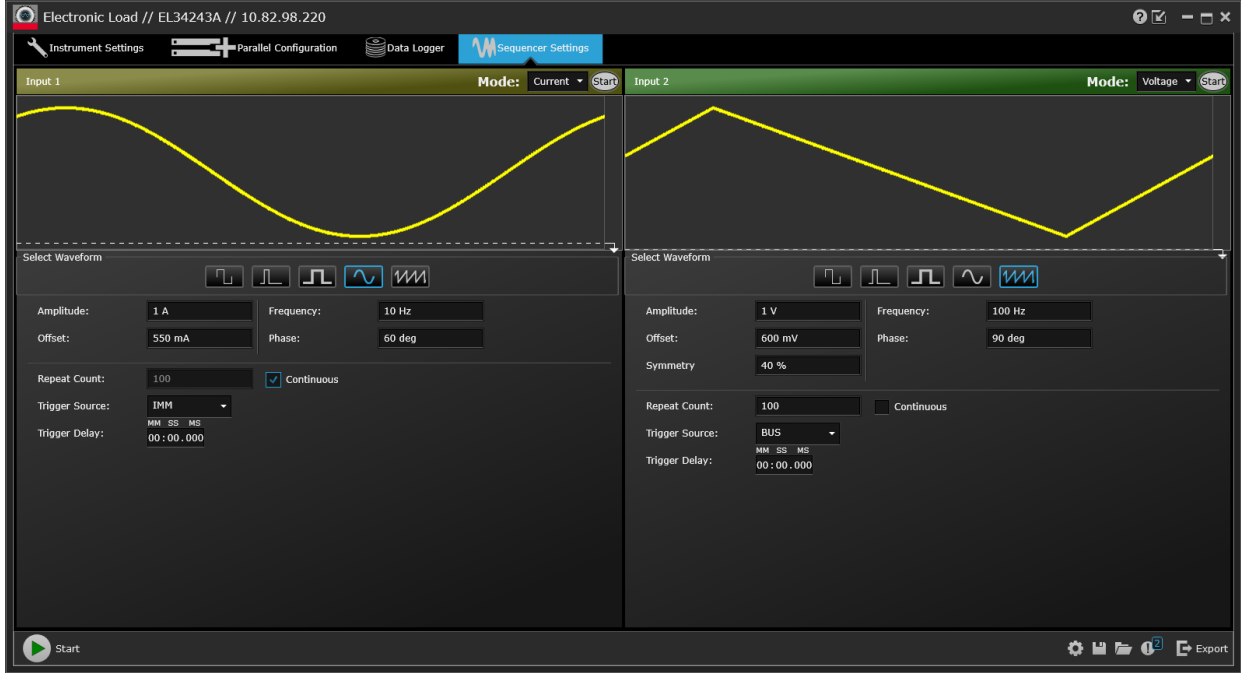 Electronic Load // EL34243A // 10.82.98.220
Instrument Settings Parallel Configuration Data Logger Sequencer Settings
Input 1 Mode: Current Start
Select Waveform
Amplitude: 1 A Frequency: 10 Hz
Offset: 550 mA Phase: 60 deg
Repeat Count: 100 Continuous
Trigger Source: IMM
MM SS MS
Trigger Delay: 00:00.000
Input 2 Mode: Voltage Start
Select Waveform
Amplitude: 1 V Frequency: 100 Hz
Offset: 600 mV Phase: 90 deg
Symmetry 40 %
Repeat Count: 100 Continuous
Trigger Source: BUS
MM SS MS
Trigger Delay: 00:00.000
Start 2 Export